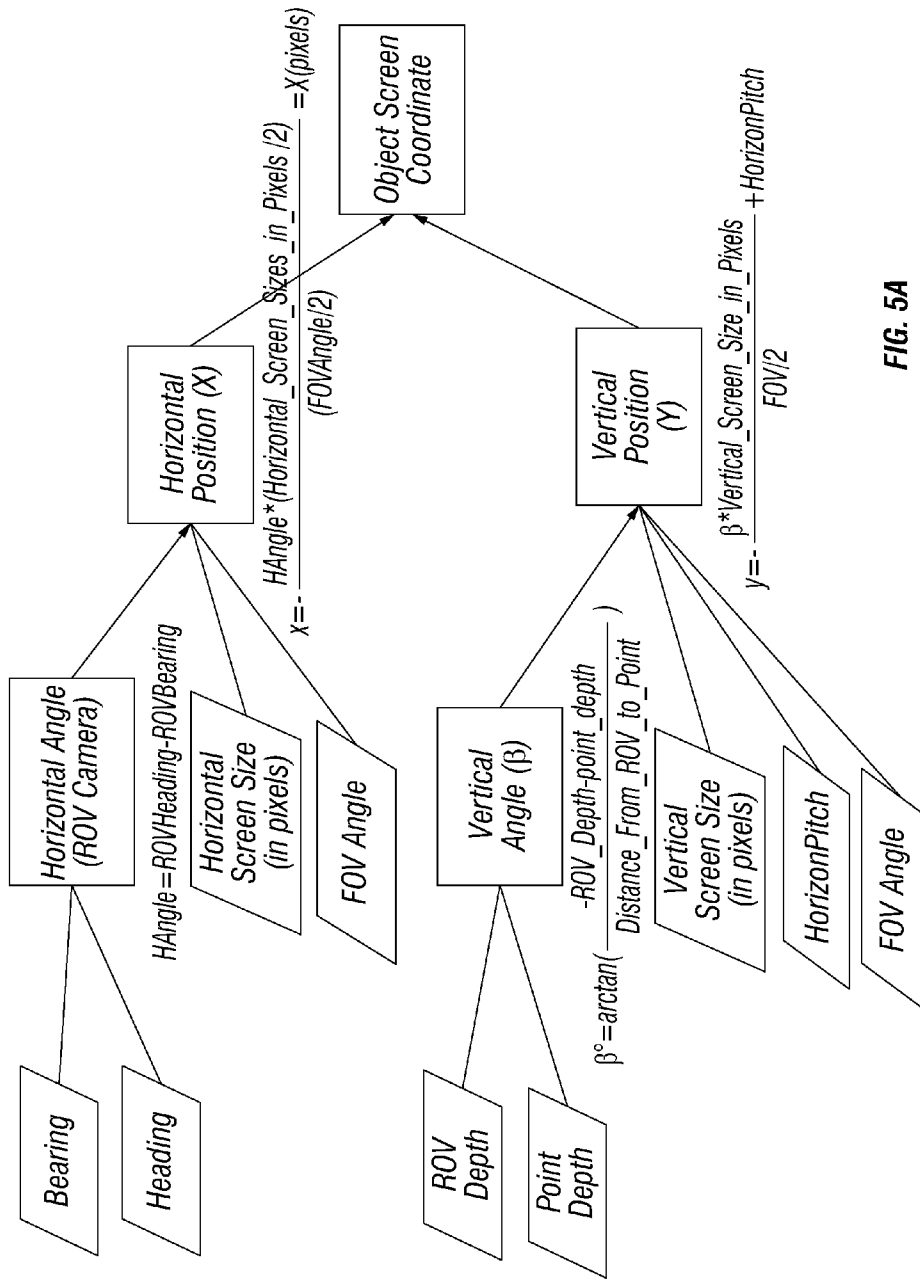 Bearing
Heading
Horizontal Angle
(ROV Camera)
HAngle=ROVHeading-ROVBearing
Horizontal
Screen Size
(in pixels)
FOV Angle
Horizontal
Position (X)
x=- HAngle*(Horizontal_Screen_Sizes_in_Pixels /2)
(FOVAngle/2)
=X(pixels)
Object Screen
Coordinate
ROV
Depth
Point
Depth
Vertical
Angle (β)
β°=arctan( -ROV_Depth-point_depth )
Distance_From_ROV_to_Point
Vertical
Screen Size
(in pixels)
HorizonPitch
FOV Angle
Vertical
Position
(Y)
y=- β*Vertical_Screen_Size_in_Pixels +HorizonPitch
FOV/2
FIG. 5A